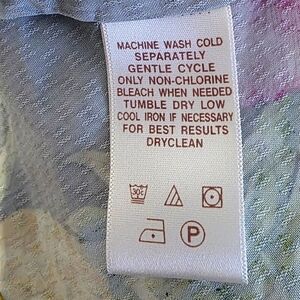 MACHINE WASH COLD
SEPARATELY
GENTLE CYCLE
ONLY NON-CHLORINE
BLEACH WHEN NEEDED
TUMBLE DRY LOW
COOL IRON IF NECESSARY
FOR BEST RESULTS
DRYCLEAN
30C
P